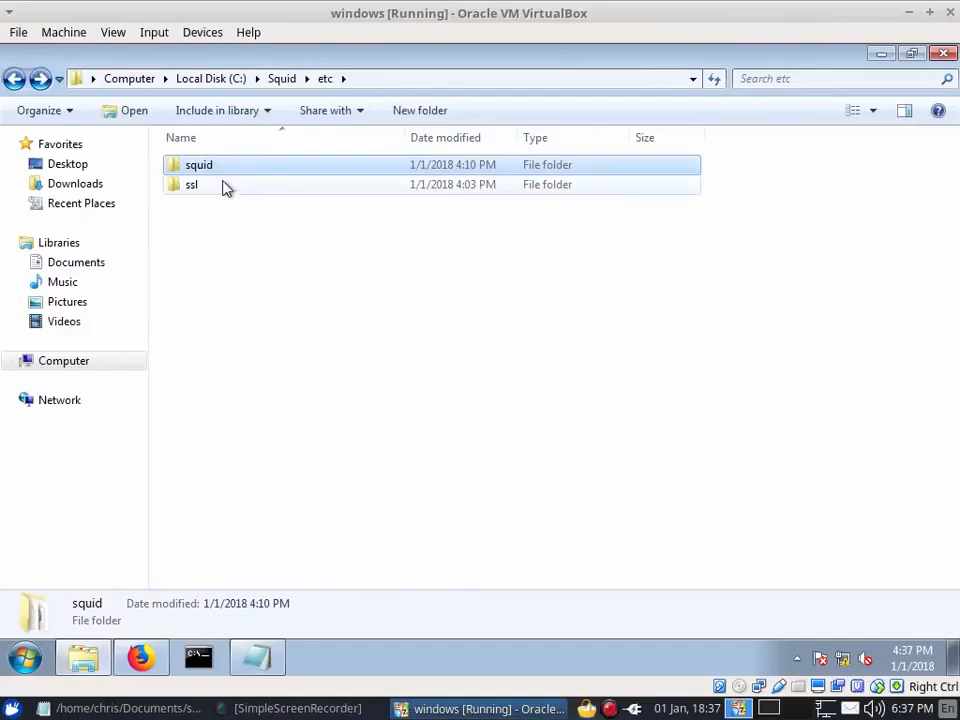 windows [Running] - Oracle VM VirtualBox
File Machine View Input Devices Help
Computer Local Disk (C:) Squid etc Search etc
Organize Open Include in library Share with New folder
Name Date modified Type Size
Favorites
Desktop
Downloads
Recent Places
Libraries
Documents
Music
Pictures
Videos
Computer
Network
squid 1/1/2018 4:10 PM File folder
ssl 1/1/2018 4:03 PM File folder
squid Date modified: 1/1/2018 4:10 PM
File folder
4:37 PM
1/1/2018
Right Ctrl
/home/chris/Documents/s... [SimpleScreenRecorder] windows [Running] - Oracle... 01 Jan, 18:37 6:37 PM En